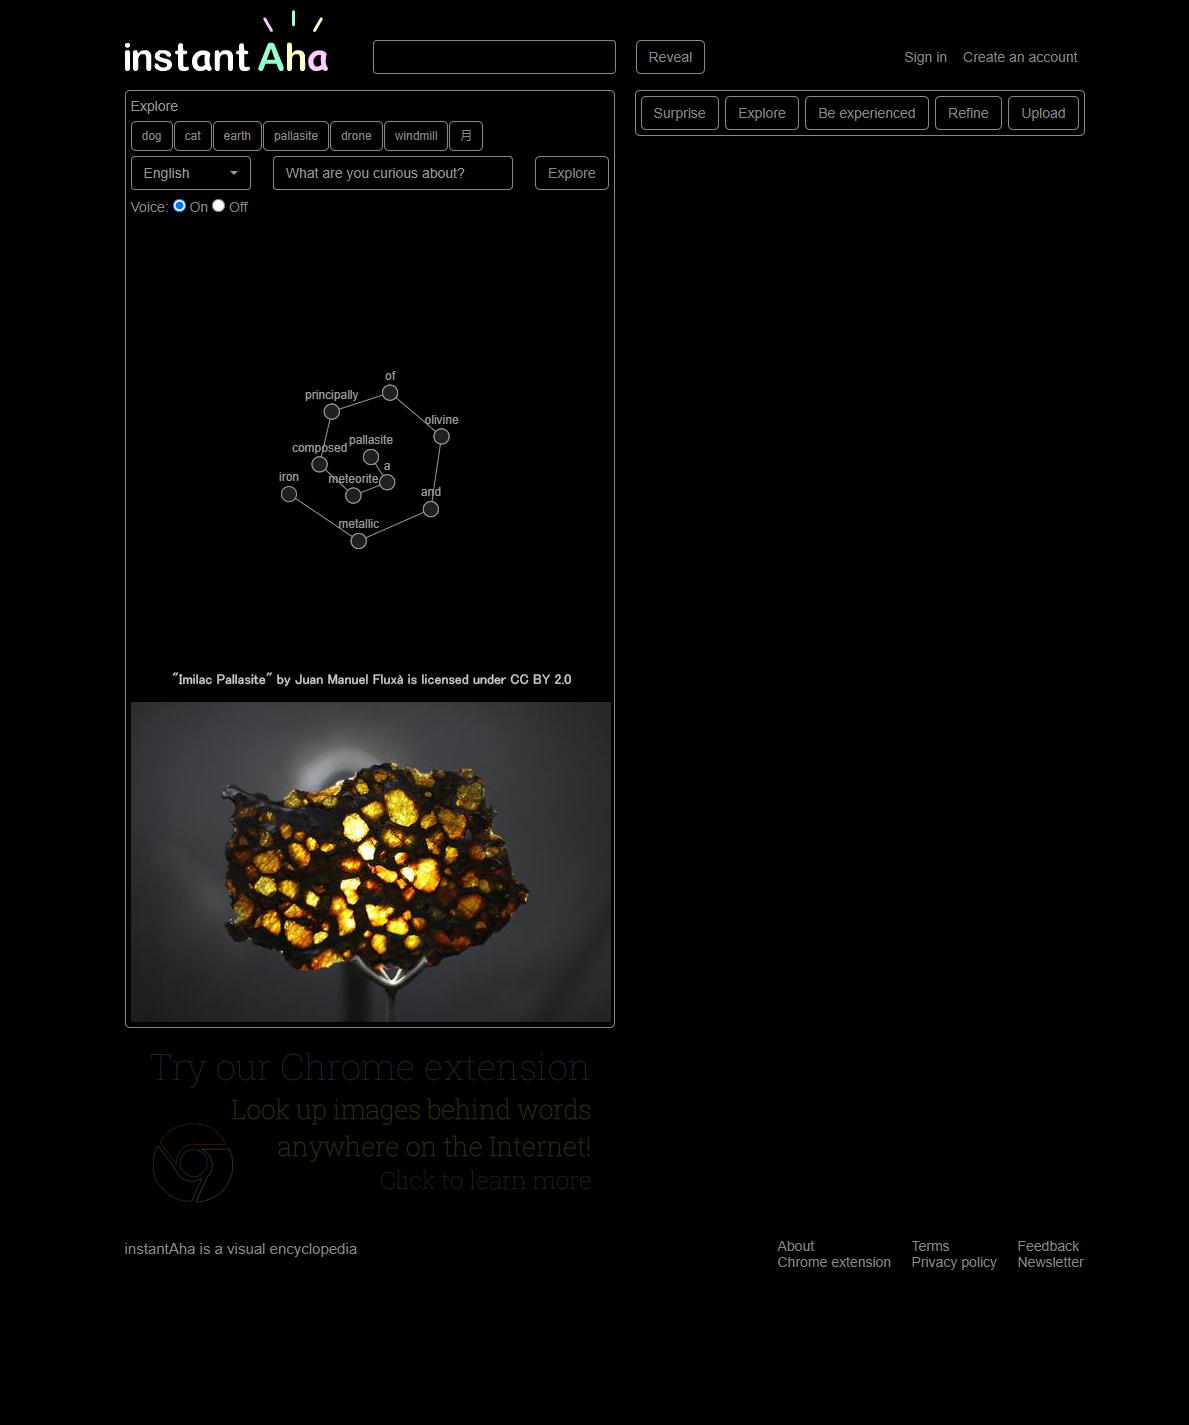 instant Aha
Reveal
Sign in
Create an account
Explore
dog cat earth pallasite drone windmill 月
English
What are you curious about?
Explore
Voice: On Off
Surprise Explore Be experienced Refine Upload
of
principally
olivine
composed
pallasite
a
iron
meteorite
and
metallic
"Imilac Pallasite" by Juan Manuel Fluxà is licensed under CC BY 2.0
Try our Chrome extension
Look up images behind words
anywhere on the Internet!
Click to learn more
instantAha is a visual encyclopedia
About
Chrome extension
Terms
Privacy policy
Feedback
Newsletter